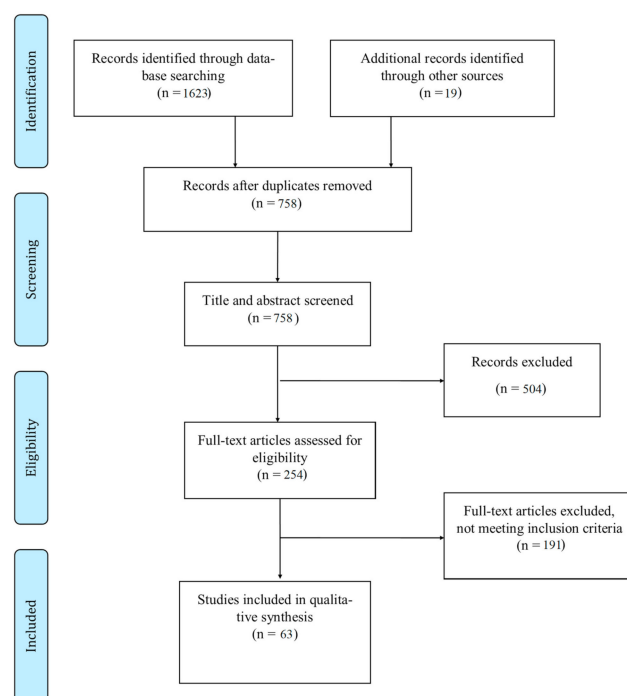 Identification
Records identified through data-
base searching
(n = 1623)
Additional records identified
through other sources
(n = 19)
Records after duplicates removed
(n = 758)
Screening
Title and abstract screened
(n = 758)
Records excluded
(n = 504)
Eligibility
Full-text articles assessed for
eligibility
(n = 254)
Full-text articles excluded,
not meeting inclusion criteria
(n = 191)
Included
Studies included in qualita-
tive synthesis
(n = 63)